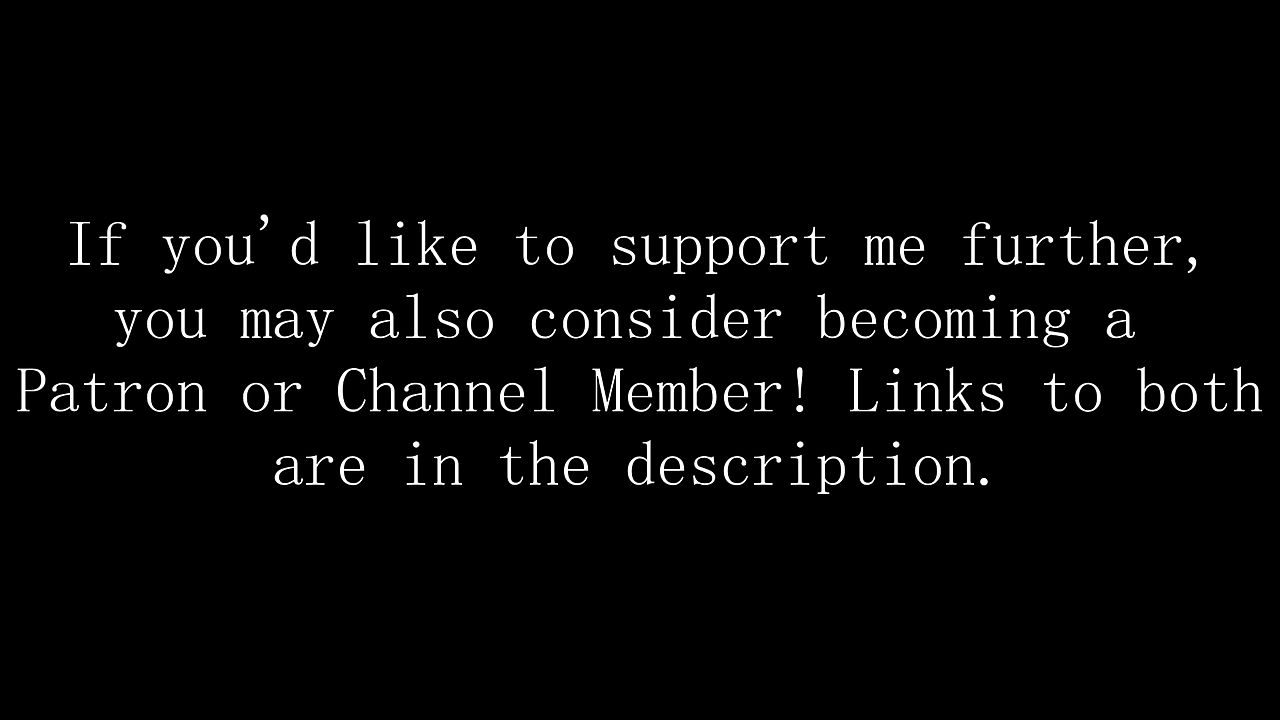 If you'd like to support me further,
you may also consider becoming a
Patron or Channel Member! Links to both
are in the description.